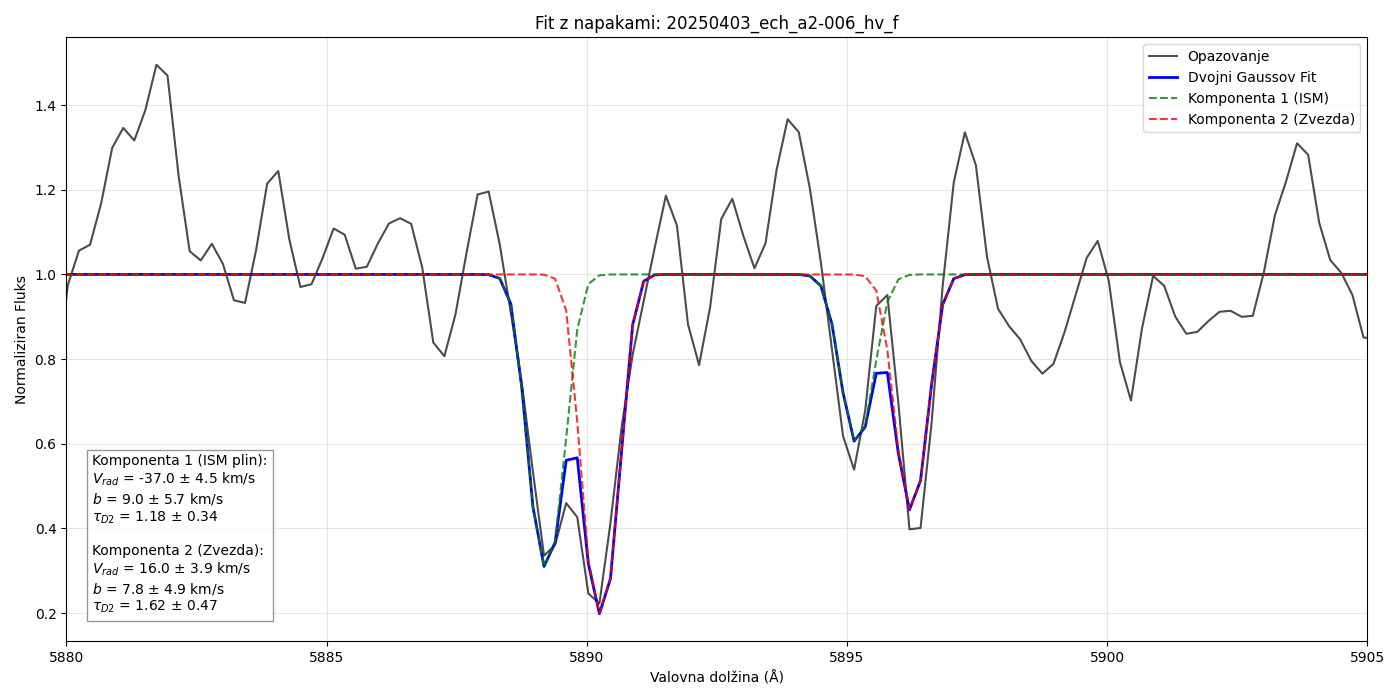 Fit z napakami: 20250403_ech_a2-006_hv_f
Opazovanje
Dvojni Gaussov Fit
Komponenta 1 (ISM)
Komponenta 2 (Zvezda)
Normaliziran Fluks
1.4
1.2
1.0
0.8
0.6
0.4
0.2
Komponenta 1 (ISM plin):
V_rad = -37.0 ± 4.5 km/s
b = 9.0 ± 5.7 km/s
τ_D2 = 1.18 ± 0.34
Komponenta 2 (Zvezda):
V_rad = 16.0 ± 3.9 km/s
b = 7.8 ± 4.9 km/s
τ_D2 = 1.62 ± 0.47
5880 5885 5890 5895 5900 5905
Valovna dolžina (Å)